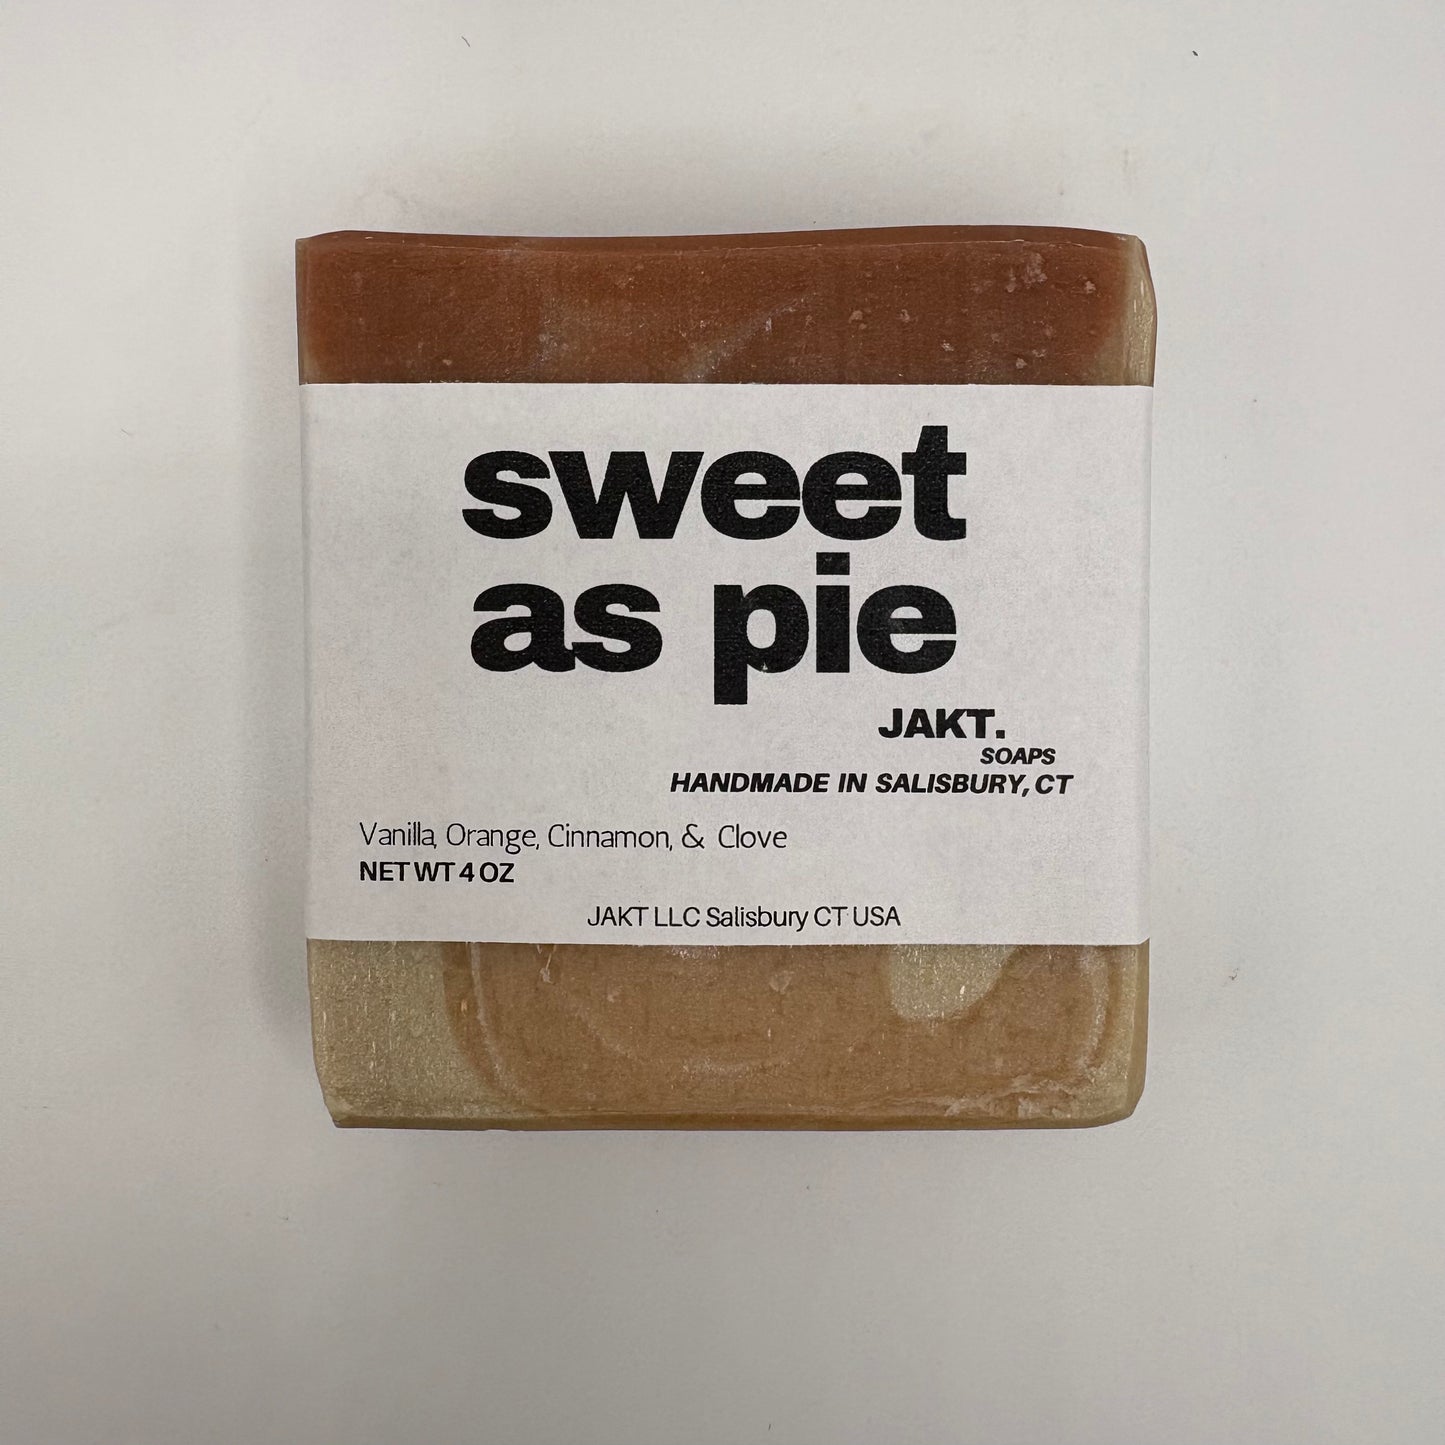 sweet
as pie
JAKT.
SOAPS
HANDMADE IN SALISBURY, CT
Vanilla, Orange, Cinnamon, & Clove
NET WT 4 OZ
JAKT LLC Salisbury CT USA